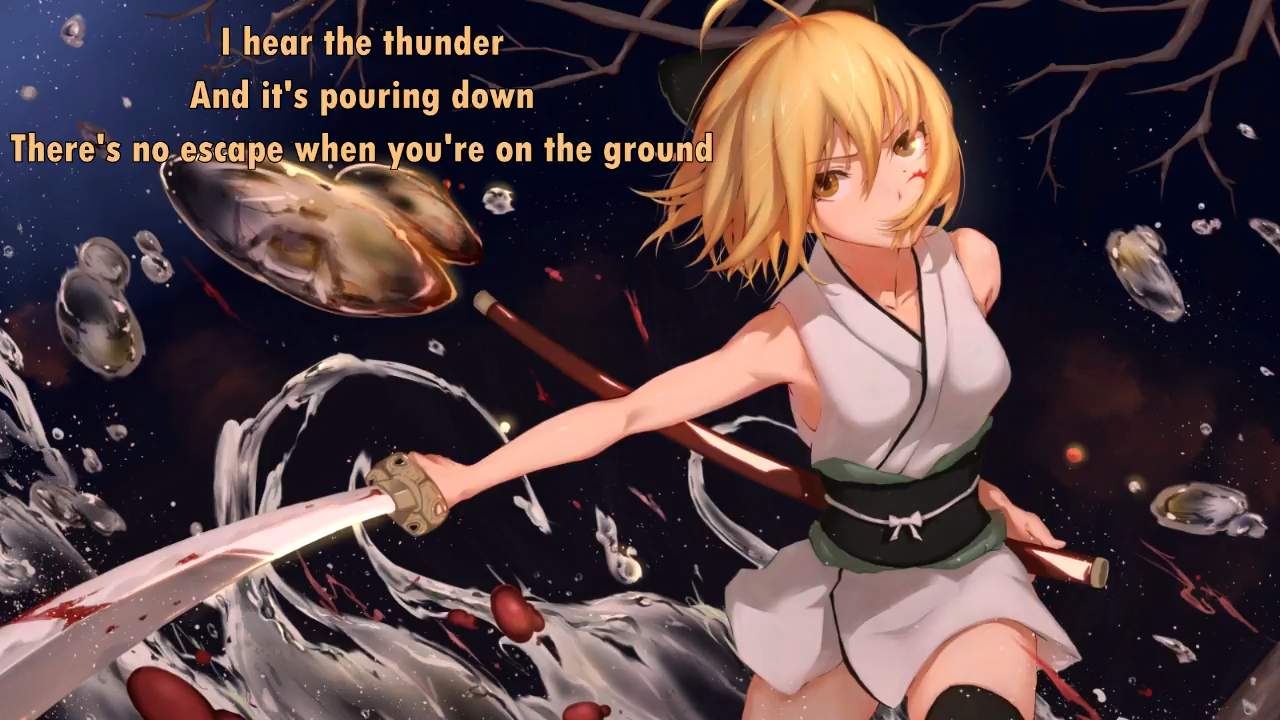 I hear the thunder
And it's pouring down
There's no escape when you're on the ground